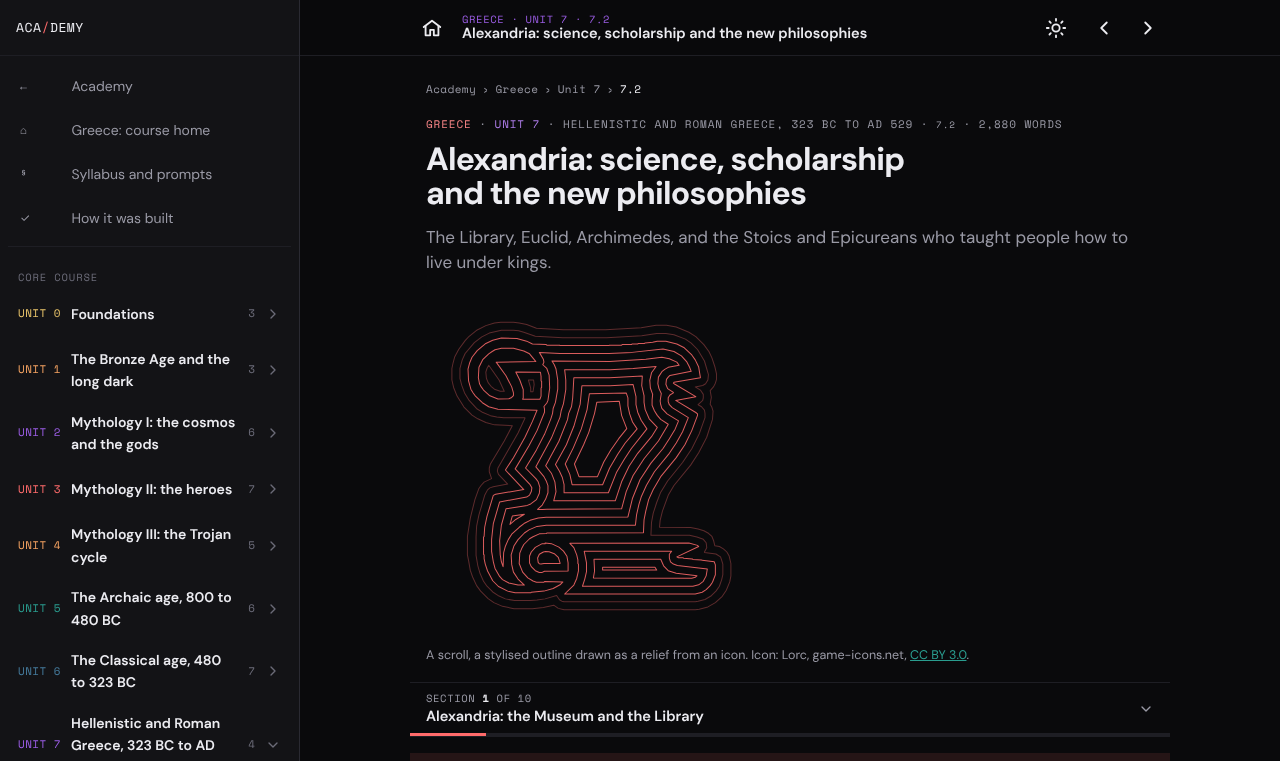 ACA/DEMY
← Academy
⌂ Greece: course home
§ Syllabus and prompts
✓ How it was built
CORE COURSE
UNIT 0 Foundations 3
UNIT 1 The Bronze Age and the
long dark 3
UNIT 2 Mythology I: the cosmos
and the gods 6
UNIT 3 Mythology II: the heroes 7
UNIT 4 Mythology III: the Trojan
cycle 5
UNIT 5 The Archaic age, 800 to
480 BC 6
UNIT 6 The Classical age, 480
to 323 BC 7
UNIT 7 Hellenistic and Roman
Greece, 323 BC to AD 4
GREECE · UNIT 7 · 7.2
Alexandria: science, scholarship and the new philosophies
Academy › Greece › Unit 7 › 7.2
GREECE · UNIT 7 · HELLENISTIC AND ROMAN GREECE, 323 BC TO AD 529 · 7.2 · 2,880 WORDS
Alexandria: science, scholarship
and the new philosophies
The Library, Euclid, Archimedes, and the Stoics and Epicureans who taught people how to
live under kings.
A scroll, a stylised outline drawn as a relief from an icon. Icon: Lorc, game-icons.net, CC BY 3.0.
SECTION 1 OF 10
Alexandria: the Museum and the Library